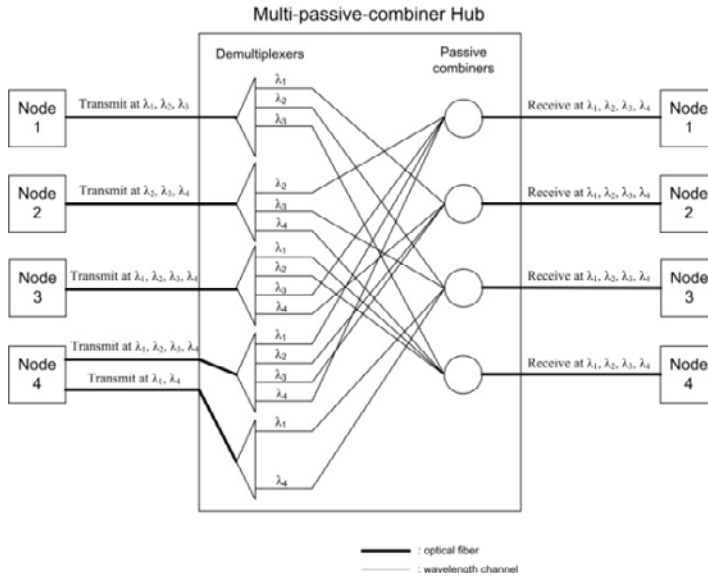 Multi-passive-combiner Hub
Demultiplexers
Passive
combiners
Node
1
Transmit at λ₁, λ₂, λ₃
λ₁
λ₂
λ₃
Receive at λ₁, λ₂, λ₃, λ₄
Node
1
Node
2
Transmit at λ₂, λ₃, λ₄
λ₂
λ₃
λ₄
Receive at λ₁, λ₂, λ₃, λ₄
Node
2
Node
3
Transmit at λ₁, λ₂, λ₃, λ₄
λ₁
λ₂
λ₃
λ₄
Receive at λ₁, λ₂, λ₃, λ₄
Node
3
Node
4
Transmit at λ₁, λ₂, λ₃, λ₄
Transmit at λ₁, λ₄
λ₁
λ₂
λ₃
λ₄
λ₁
λ₄
Receive at λ₁, λ₂, λ₃, λ₄
Node
4
: optical fiber
: wavelength channel